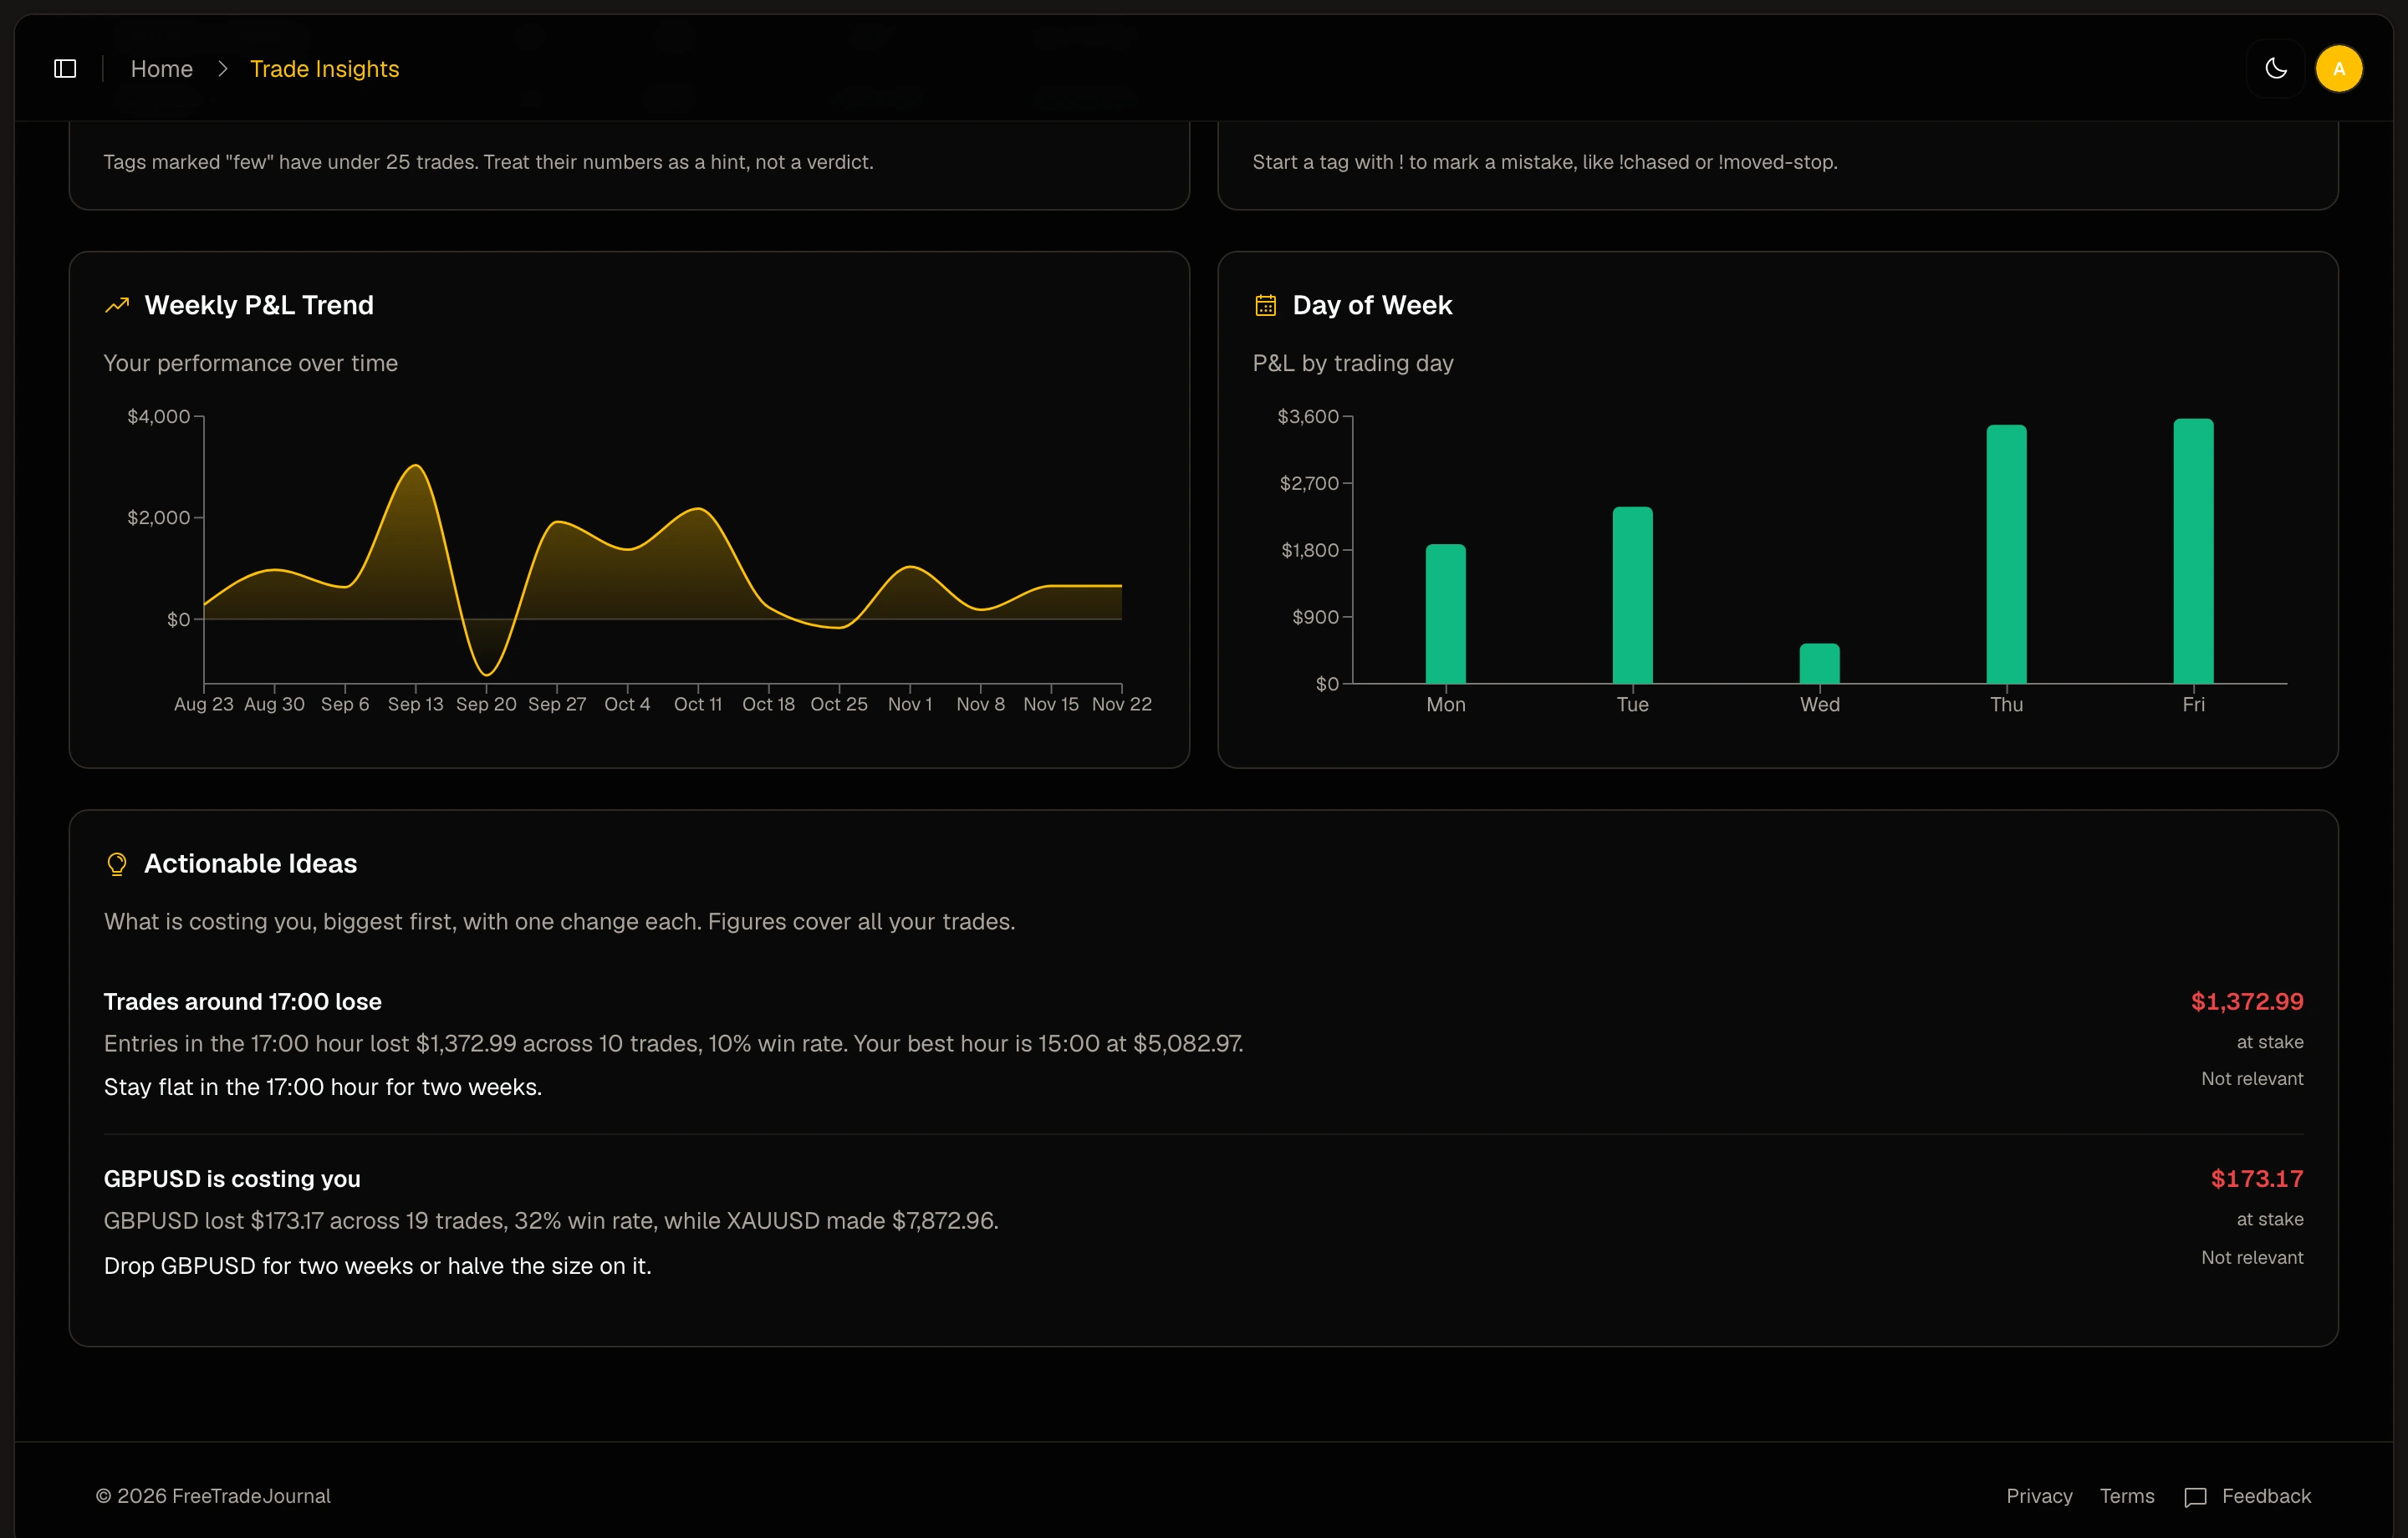 Home > Trade Insights
A
Tags marked "few" have under 25 trades. Treat their numbers as a hint, not a verdict.
Start a tag with ! to mark a mistake, like !chased or !moved-stop.
Weekly P&L Trend
Your performance over time
$4,000
$2,000
$0
Aug 23 Aug 30 Sep 6 Sep 13 Sep 20 Sep 27 Oct 4 Oct 11 Oct 18 Oct 25 Nov 1 Nov 8 Nov 15 Nov 22
Day of Week
P&L by trading day
$3,600
$2,700
$1,800
$900
$0
Mon Tue Wed Thu Fri
Actionable Ideas
What is costing you, biggest first, with one change each. Figures cover all your trades.
Trades around 17:00 lose
$1,372.99
Entries in the 17:00 hour lost $1,372.99 across 10 trades, 10% win rate. Your best hour is 15:00 at $5,082.97.
at stake
Stay flat in the 17:00 hour for two weeks.
Not relevant
GBPUSD is costing you
$173.17
GBPUSD lost $173.17 across 19 trades, 32% win rate, while XAUUSD made $7,872.96.
at stake
Drop GBPUSD for two weeks or halve the size on it.
Not relevant
© 2026 FreeTradeJournal
Privacy Terms Feedback